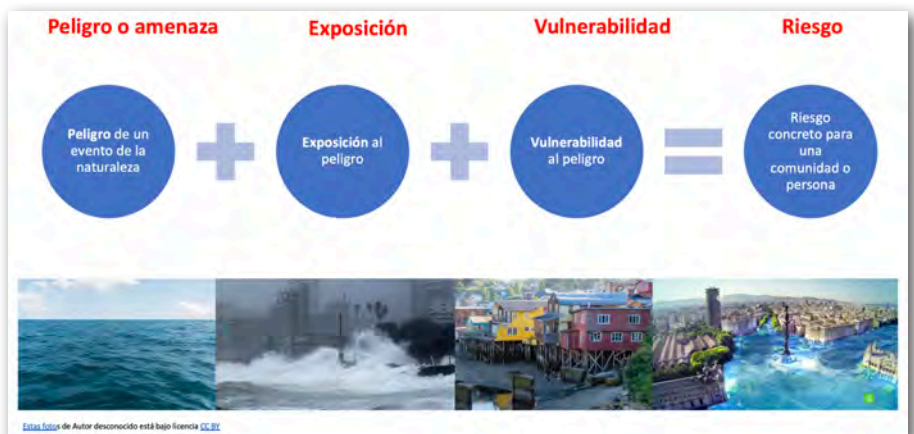 Peligro o amenaza
Exposición
Vulnerabilidad
Riesgo
Peligro de un
evento de la
naturaleza
Exposición al
peligro
Vulnerabilidad
al peligro
Riesgo
concreto para
una
comunidad o
persona
Estas fotos de Autor desconocido está bajo licencia CC BY